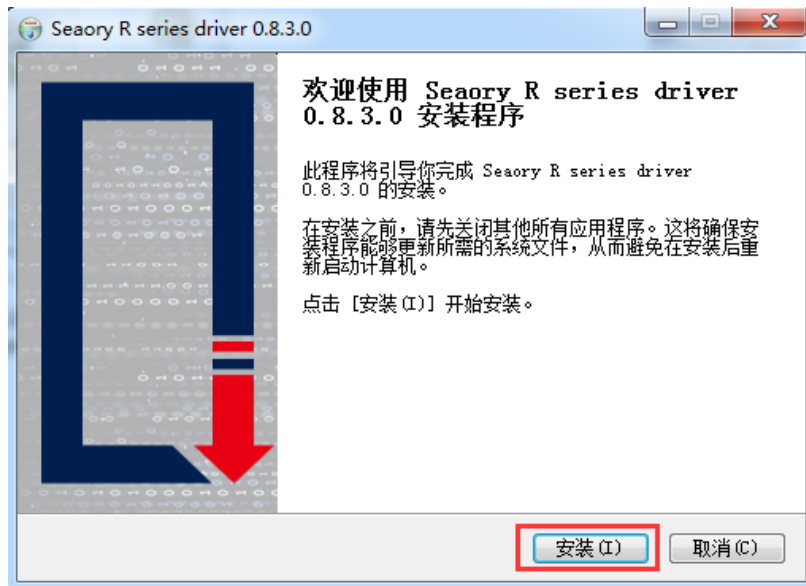 Seaory R series driver 0.8.3.0
欢迎使用 Seaory R series driver
0.8.3.0 安装程序
此程序将引导你完成 Seaory R series driver
0.8.3.0 的安装。
在安装之前，请先关闭其他所有应用程序。这将确保安
装程序能够更新所需的系统文件，从而避免在安装后重
新启动计算机。
点击 [安装(I)] 开始安装。
安装(I)
取消(C)